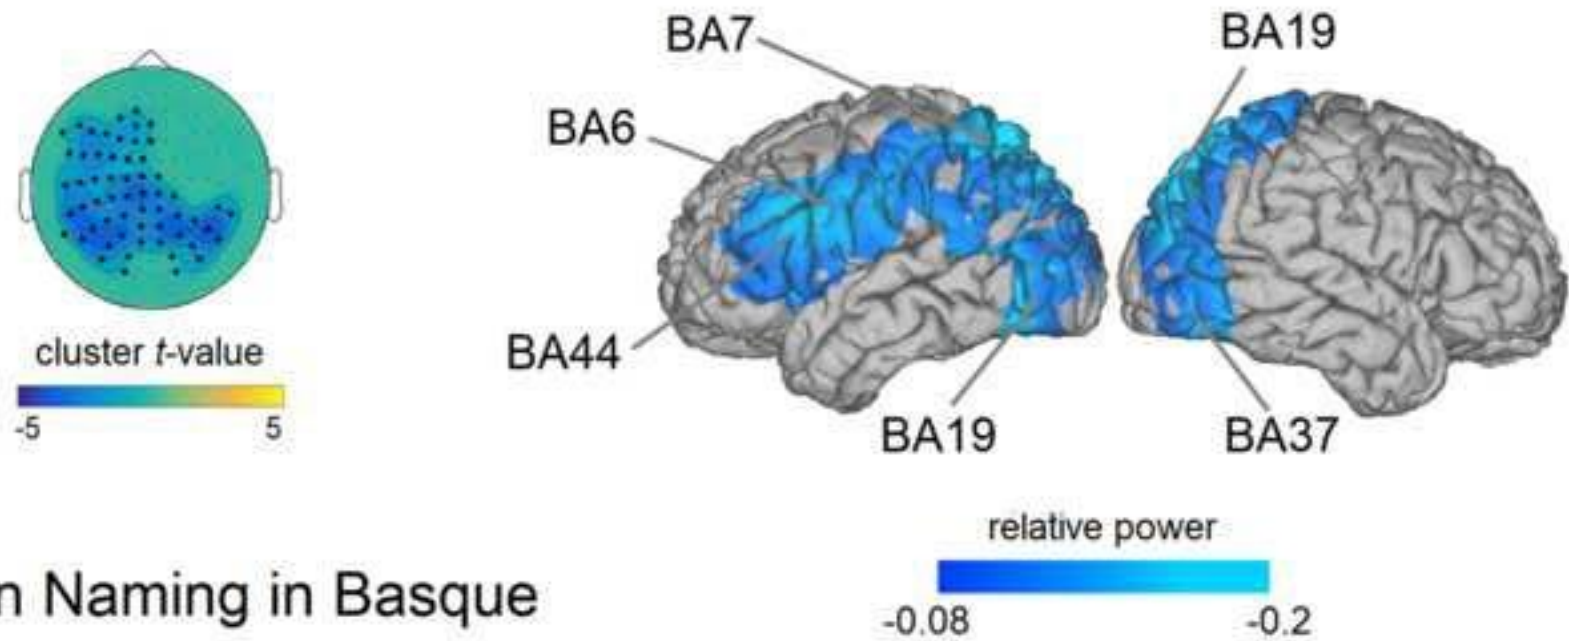 BA7
BA19
BA6
BA44
BA19
BA37
cluster t-value
-5 5
relative power
-0.08 -0.2
n Naming in Basque